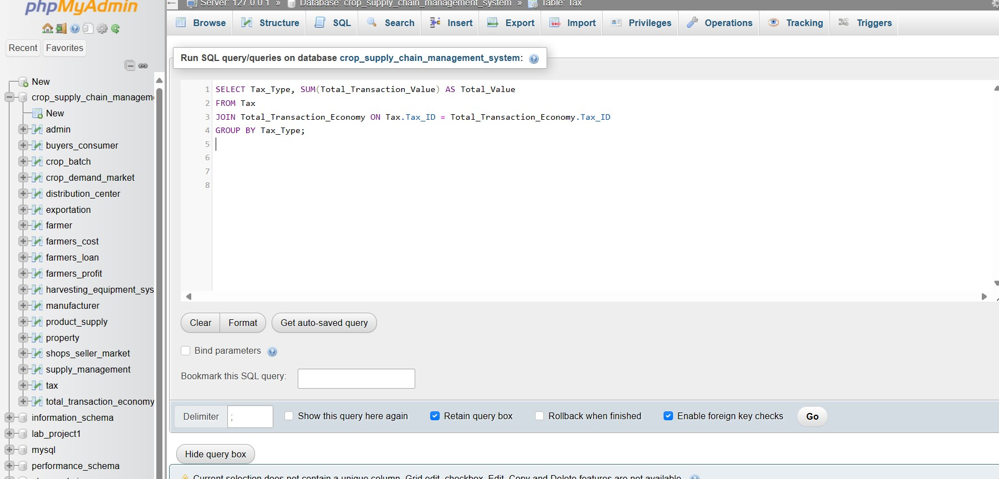 phpMyAdmin
Recent Favorites
New
crop_supply_chain_managem
New
admin
buyers_consumer
crop_batch
crop_demand_market
distribution_center
exportation
farmer
farmers_cost
farmers_loan
farmers_profit
harvesting_equipment_sys
manufacturer
product_supply
property
shops_seller_market
supply_management
tax
total_transaction_economy
information_schema
lab_project1
mysql
performance_schema
Server: 127.0.0.1 » Database: crop_supply_chain_management_system » Table: Tax
Browse Structure SQL Search Insert Export Import Privileges Operations Tracking Triggers
Run SQL query/queries on database crop_supply_chain_management_system:
1 SELECT Tax_Type, SUM(Total_Transaction_Value) AS Total_Value
2 FROM Tax
3 JOIN Total_Transaction_Economy ON Tax.Tax_ID = Total_Transaction_Economy.Tax_ID
4 GROUP BY Tax_Type;
5
6
7
8
Clear Format Get auto-saved query
Bind parameters
Bookmark this SQL query:
Delimiter ; Show this query here again Retain query box Rollback when finished Enable foreign key checks Go
Hide query box
Current selection does not contain a unique column. Grid edit, checkbox, Edit, Copy and Delete features are not available.